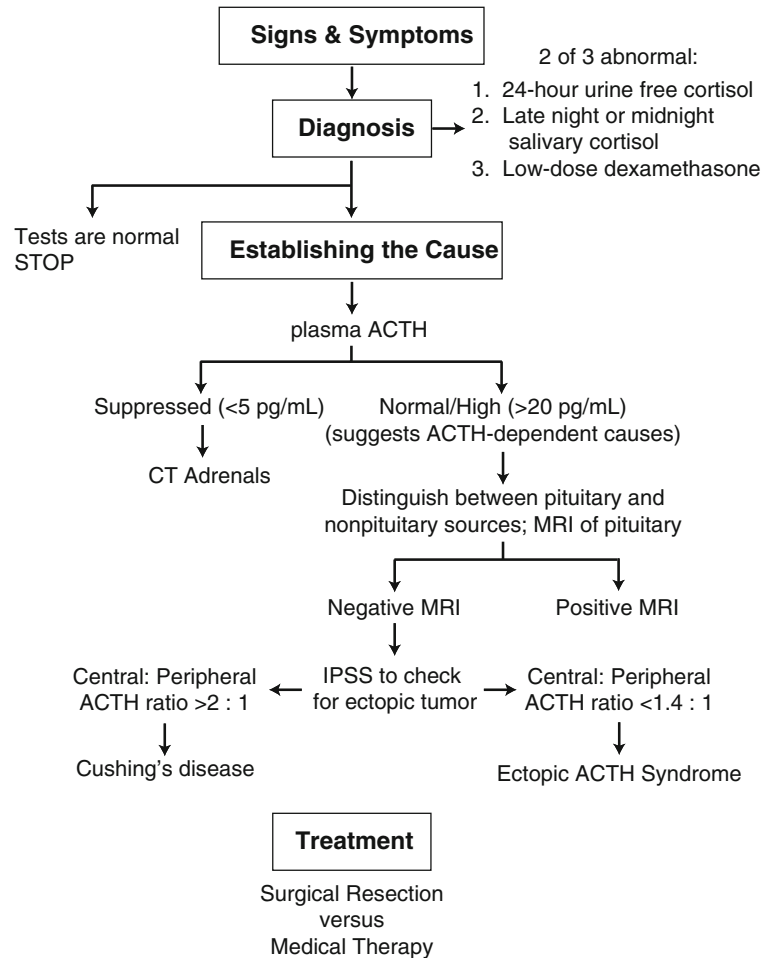 Signs & Symptoms
2 of 3 abnormal:
1. 24-hour urine free cortisol
2. Late night or midnight
salivary cortisol
3. Low-dose dexamethasone
Diagnosis
Tests are normal
STOP
Establishing the Cause
plasma ACTH
Suppressed (<5 pg/mL)
CT Adrenals
Normal/High (>20 pg/mL)
(suggests ACTH-dependent causes)
Distinguish between pituitary and
nonpituitary sources; MRI of pituitary
Negative MRI
Positive MRI
IPSS to check
for ectopic tumor
Central: Peripheral
ACTH ratio >2 : 1
Cushing's disease
Central: Peripheral
ACTH ratio <1.4 : 1
Ectopic ACTH Syndrome
Treatment
Surgical Resection
versus
Medical Therapy